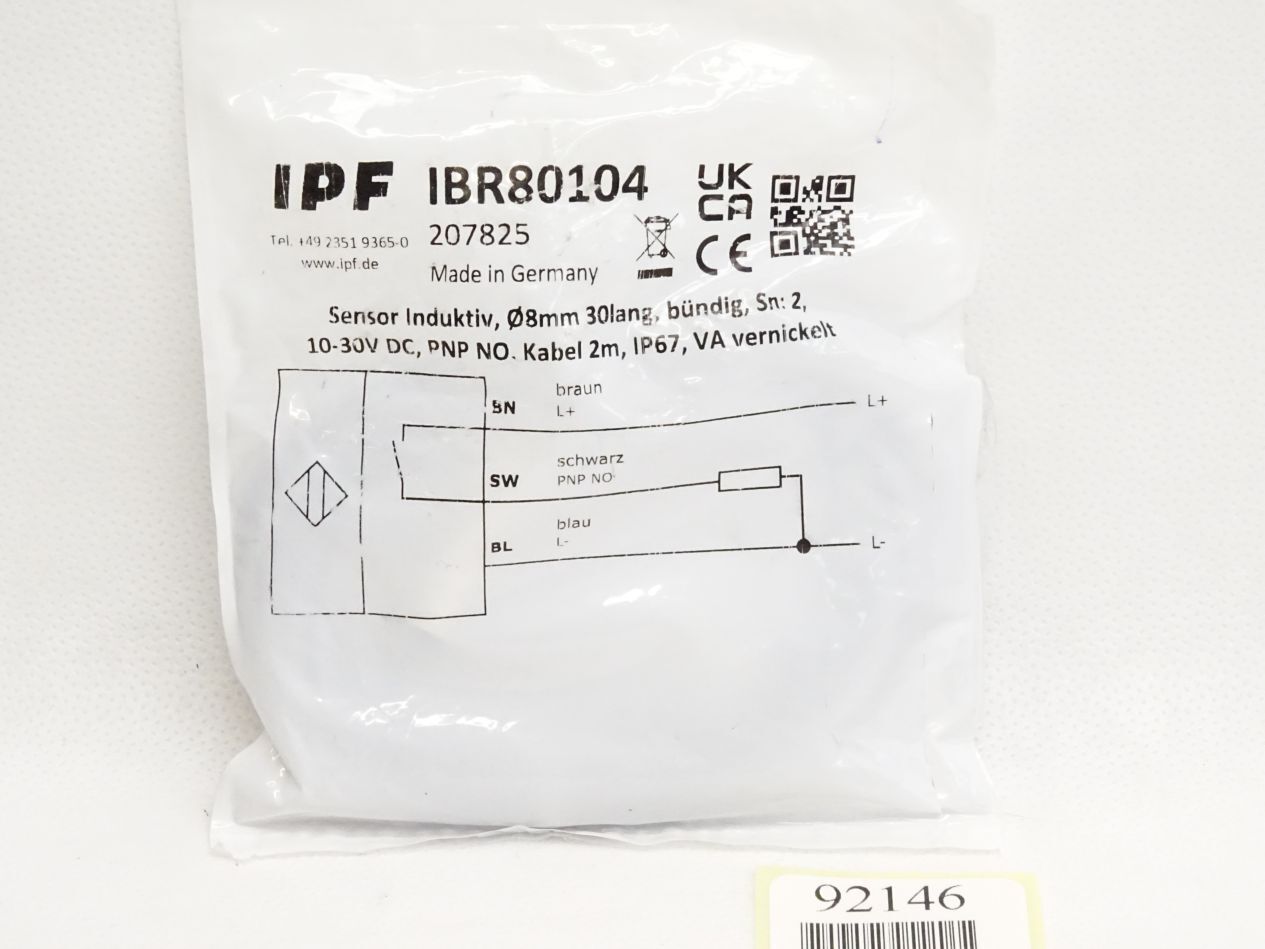 IPF IBR80104
UK
CA
CE
Tel. +49 2351 9365-0
207825
www.ipf.de
Made in Germany
Sensor Induktiv, Ø8mm 30lang, bündig, Sn: 2,
10-30V DC, PNP NO. Kabel 2m, IP67, VA vernickelt
BN
braun
L+
L+
SW
schwarz
PNP NO
BL
blau
L-
L-
92146